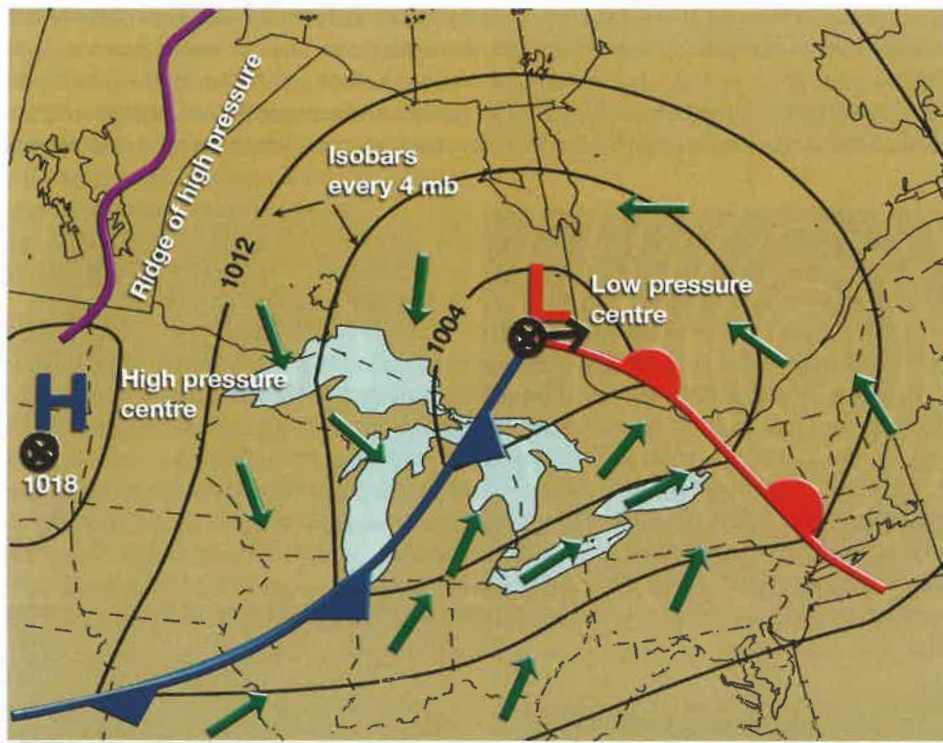 Ridge of high pressure
Isobars
every 4 mb
1012
1004
L
Low pressure
centre
H
High pressure
centre
1018